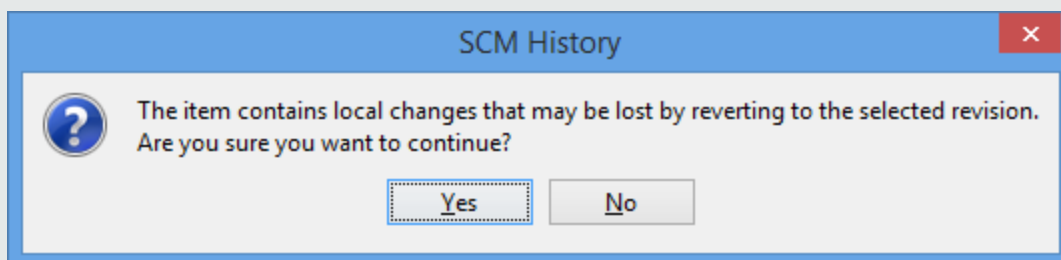 SCM History
The item contains local changes that may be lost by reverting to the selected revision.
Are you sure you want to continue?
Yes No